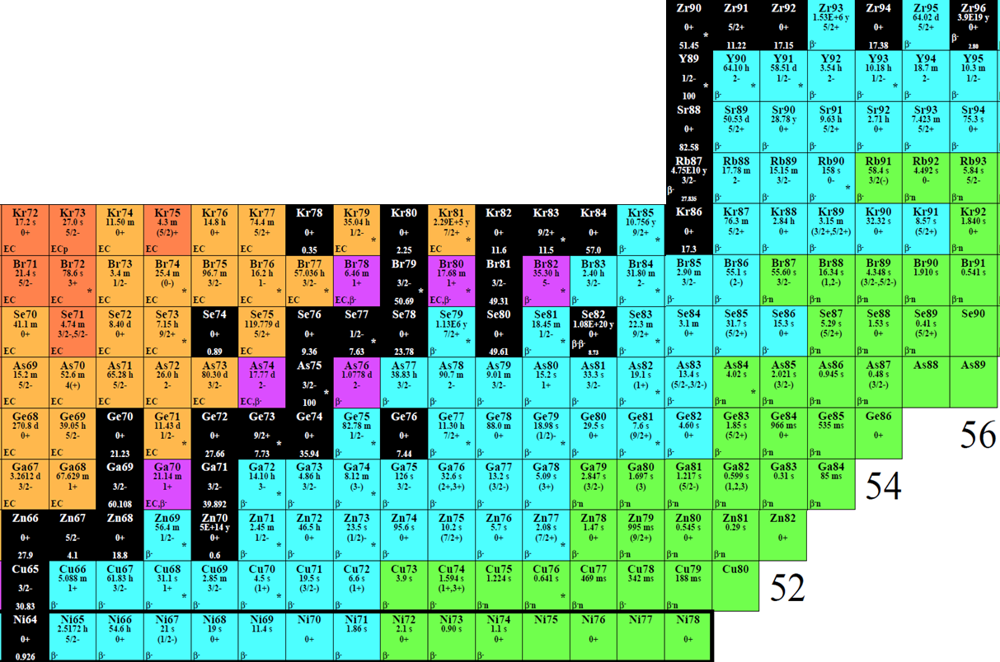 Zr90 Zr91 Zr92 Zr93 Zr94 Zr95 Zr96
1.53E+6 y 64.02 d 3.9E19 y
0+ 5/2+ 0+ 5/2+ 0+ 5/2+ 0+
* β- β- β-
51.45 11.22 17.15 17.38 2.80
Y89 Y90 Y91 Y92 Y93 Y94 Y95
64.10 h 58.51 d 3.54 h 10.18 h 18.7 m 10.3 m
1/2- 2- 1/2- 2- 1/2- 2- 1/2-
* * * *
100 β- β- β- β- β- β-
Sr88 Sr89 Sr90 Sr91 Sr92 Sr93 Sr94
50.53 d 28.78 y 9.63 h 2.71 h 7.423 m 75.3 s
0+ 5/2+ 0+ 5/2+ 0+ 5/2+ 0+
82.58 β- β- β- β- β- β-
Rb87 Rb88 Rb89 Rb90 Rb91 Rb92 Rb93
4.75E10 y 17.78 m 15.15 m 158 s 58.4 s 4.492 s 5.84 s
3/2- 2- 3/2- 0- 3/2(-) 0- 5/2-
β- *
27.835 β- β- β- β- β-n β-n
Kr72 Kr73 Kr74 Kr75 Kr76 Kr77 Kr78 Kr79 Kr80 Kr81 Kr82 Kr83 Kr84 Kr85 Kr86 Kr87 Kr88 Kr89 Kr90 Kr91 Kr92
17.2 s 27.0 s 11.50 m 4.3 m 14.8 h 74.4 m 35.04 h 2.29E+5 y 10.756 y 76.3 m 2.84 h 3.15 m 32.32 s 8.57 s 1.840 s
0+ 5/2- 0+ (5/2)+ 0+ 5/2+ 0+ 1/2- 0+ 7/2+ 0+ 9/2+ 0+ 9/2+ 0+ 5/2+ 0+ (3/2+,5/2+) 0+ (5/2+) 0+
* * * *
EC ECp EC EC EC EC 0.35 EC 2.25 EC 11.6 11.5 57.0 β- 17.3 β- β- β- β- β- β-n
Br71 Br72 Br73 Br74 Br75 Br76 Br77 Br78 Br79 Br80 Br81 Br82 Br83 Br84 Br85 Br86 Br87 Br88 Br89 Br90 Br91
21.4 s 78.6 s 3.4 m 25.4 m 96.7 m 16.2 h 57.036 h 6.46 m 17.68 m 35.30 h 2.40 h 31.80 m 2.90 m 55.1 s 55.60 s 16.34 s 4.348 s 1.910 s 0.541 s
5/2- 3+ 1/2- (0-) 3/2- 1- 3/2- 1+ 3/2- 1+ 3/2- 5- 3/2- 2- 3/2- (2-) 3/2- (1,2-) (3/2-,5/2-)
* * * * * * * *
EC EC EC EC EC EC EC EC,β- 50.69 EC,β- 49.31 β- β- β- β- β- β-n β-n β-n β-n β-n
Se70 Se71 Se72 Se73 Se74 Se75 Se76 Se77 Se78 Se79 Se80 Se81 Se82 Se83 Se84 Se85 Se86 Se87 Se88 Se89 Se90
41.1 m 4.74 m 8.40 d 7.15 h 119.779 d 1.13E6 y 18.45 m 1.08E+20 y 22.3 m 3.1 m 31.7 s 15.3 s 5.29 s 1.53 s 0.41 s
0+ 3/2-,5/2- 0+ 9/2+ 0+ 5/2+ 0+ 1/2- 0+ 7/2+ 0+ 1/2- 0+ 9/2+ 0+ (5/2+) 0+ (5/2+) 0+ (5/2+)
* * * * β-β- *
EC EC EC EC 0.89 EC 9.36 7.63 23.78 β- 49.61 β- 8.73 β- β- β- β- β-n β-n β-n
As69 As70 As71 As72 As73 As74 As75 As76 As77 As78 As79 As80 As81 As82 As83 As84 As85 As86 As87 As88 As89
15.2 m 52.6 m 65.28 h 26.0 h 80.30 d 17.77 d 1.0778 d 38.83 h 90.7 m 9.01 m 15.2 s 33.3 s 19.1 s 13.4 s 4.02 s 2.021 s 0.945 s 0.48 s
5/2- 4(+) 5/2- 2- 3/2- 2- 3/2- 2- 3/2- 2- 3/2- 1+ 3/2- (1+) (5/2-,3/2-) (3/2-) (3/2-)
* * *
EC EC EC EC EC EC,β- 100 β- β- β- β- β- β- β- β- β-n β-n β-n β-n
Ge68 Ge69 Ge70 Ge71 Ge72 Ge73 Ge74 Ge75 Ge76 Ge77 Ge78 Ge79 Ge80 Ge81 Ge82 Ge83 Ge84 Ge85 Ge86
270.8 d 39.05 h 11.43 d 82.78 m 11.30 h 88.0 m 18.98 s 29.5 s 7.6 s 4.60 s 1.85 s 966 ms 535 ms
0+ 5/2- 0+ 1/2- 0+ 9/2+ 0+ 1/2- 0+ 7/2+ 0+ (1/2)- 0+ (9/2+) 0+ (5/2+) 0+ 0+
* * * * * *
EC EC 21.23 EC 27.66 7.73 35.94 β- 7.44 β- β- β- β- β- β- β-n β-n β-n
56
Ga67 Ga68 Ga69 Ga70 Ga71 Ga72 Ga73 Ga74 Ga75 Ga76 Ga77 Ga78 Ga79 Ga80 Ga81 Ga82 Ga83 Ga84
3.2612 d 67.629 m 21.14 m 14.10 h 4.86 h 8.12 m 126 s 32.6 s 13.2 s 5.09 s 2.847 s 1.697 s 1.217 s 0.599 s 0.31 s 85 ms
3/2- 1+ 3/2- 1+ 3/2- 3- 3/2- (3-) 3/2- (2+,3+) (3/2-) (3+) (3/2-) (3) (5/2-) (1,2,3)
* *
EC EC 60.108 EC,β- 39.892 β- β- β- β- β- β- β- β-n β-n β-n β-n β-n β-n
54
Zn66 Zn67 Zn68 Zn69 Zn70 Zn71 Zn72 Zn73 Zn74 Zn75 Zn76 Zn77 Zn78 Zn79 Zn80 Zn81 Zn82
56.4 m 5E+14 y 2.45 m 46.5 h 23.5 s 95.6 s 10.2 s 5.7 s 2.08 s 1.47 s 995 ms 0.545 s 0.29 s
0+ 5/2- 0+ 1/2- 0+ 1/2- 0+ (1/2)- 0+ (7/2+) 0+ (7/2+) 0+ (9/2+) 0+ 0+
* * * *
27.9 4.1 18.8 β- 0.6 β- β- β- β- β- β- β- β-n β-n β-n β-n
Cu65 Cu66 Cu67 Cu68 Cu69 Cu70 Cu71 Cu72 Cu73 Cu74 Cu75 Cu76 Cu77 Cu78 Cu79 Cu80
5.088 m 61.83 h 31.1 s 2.85 m 4.5 s 19.5 s 6.6 s 3.9 s 1.594 s 1.224 s 0.641 s 469 ms 342 ms 188 ms
3/2- 1+ 3/2- 1+ 3/2- (1+) (3/2-) (1+) (1+,3+)
* * *
30.83 β- β- β- β- β- β- β- β-n β-n β-n β-n β-n β-n β-n
52
Ni64 Ni65 Ni66 Ni67 Ni68 Ni69 Ni70 Ni71 Ni72 Ni73 Ni74 Ni75 Ni76 Ni77 Ni78
2.5172 h 54.6 h 21 s 19 s 11.4 s 1.86 s 2.1 s 0.90 s 1.1 s
0+ 5/2- 0+ (1/2-) 0+ 0+ 0+ 0+ 0+ 0+
0.926 β- β- β- β- β- β- β-n β-n β-n